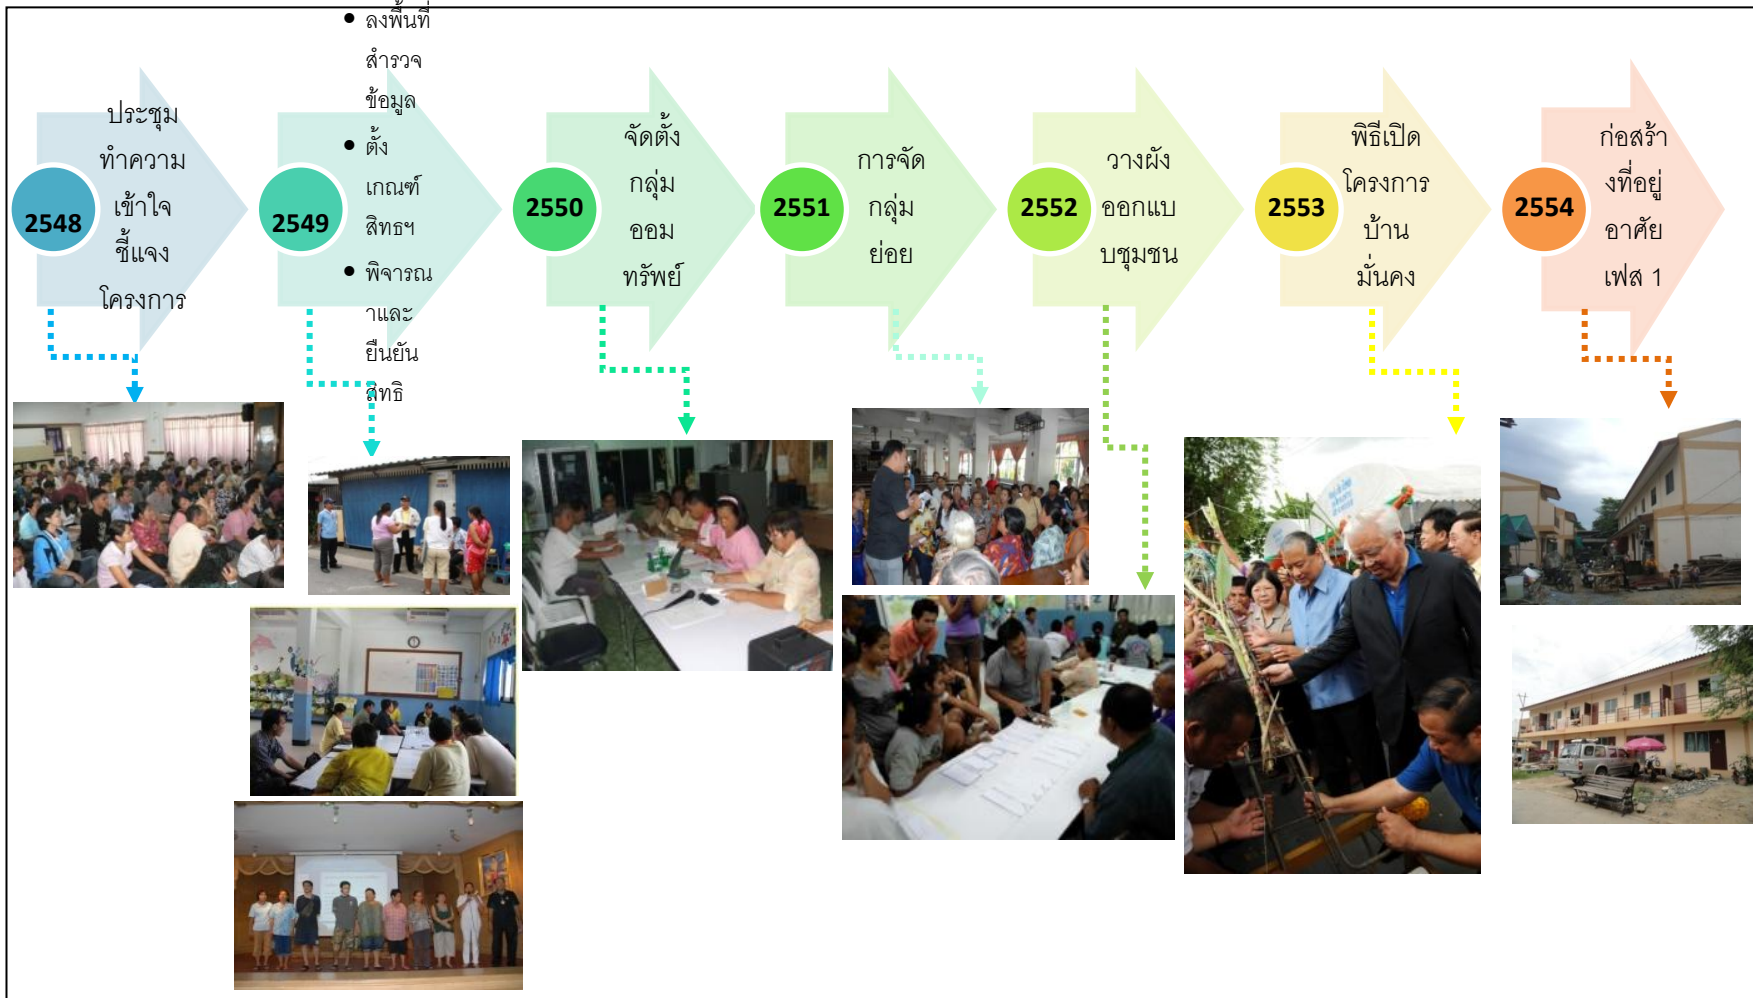 2548
ประชุม
ทำความ
เข้าใจ
ชี้แจง
โครงการ
2549
• ลงพื้นที่
สำรวจ
ข้อมูล
• ตั้ง
เกณฑ์
สิทธฯ
• พิจารณ
าและ
ยืนยัน
สิทธิ
2550
จัดตั้ง
กลุ่ม
ออม
ทรัพย์
2551
การจัด
กลุ่ม
ย่อย
2552
วางผัง
ออกแบ
บชุมชน
2553
พิธีเปิด
โครงการ
บ้าน
มั่นคง
2554
ก่อสร้า
งที่อยู่
อาศัย
เฟส 1